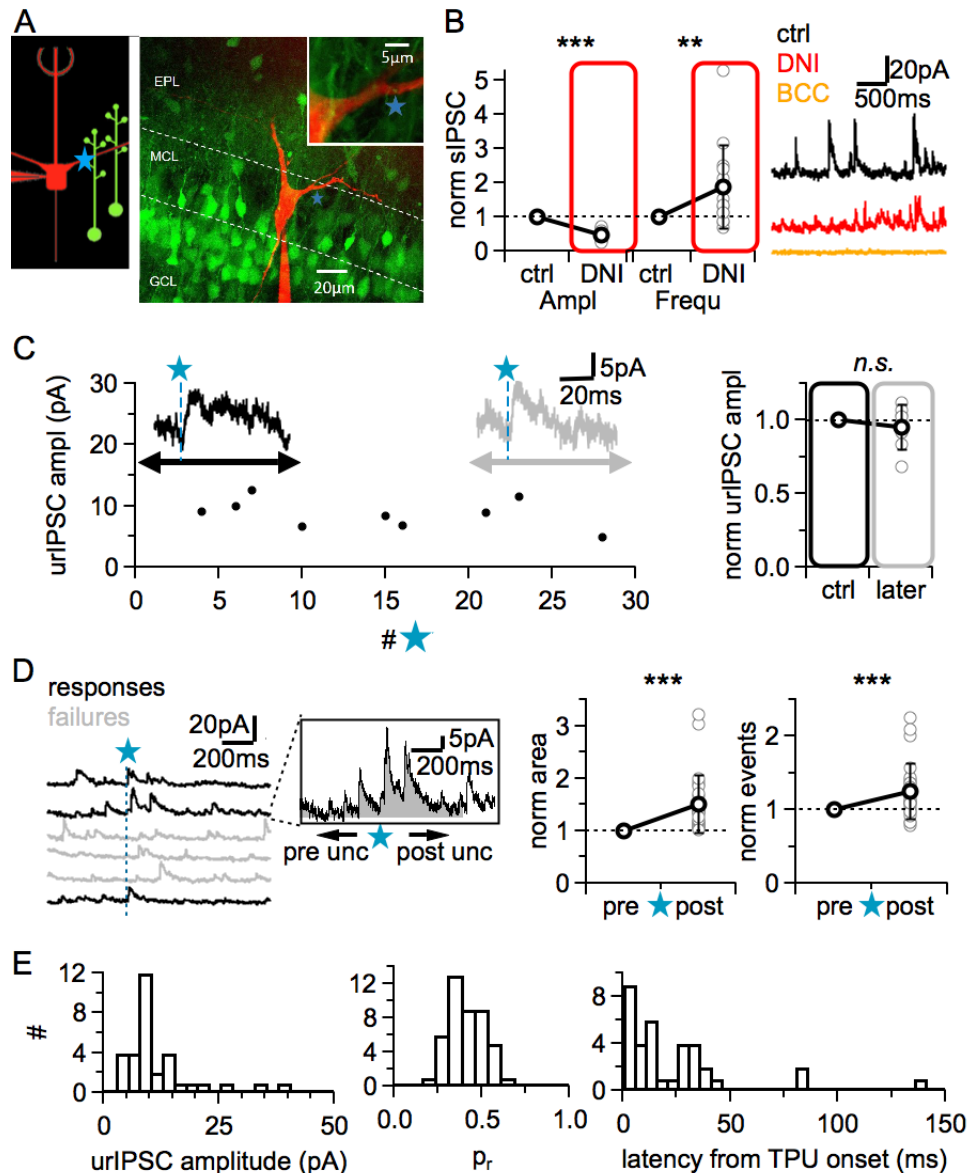 A
EPL
MCL
GCL
5μm
20μm
B
*** **
norm sIPSC
5
4
3
2
1
0
ctrl DNI ctrl DNI
Ampl Frequ
ctrl
DNI
BCC
20pA
500ms
C
urIPSC ampl (pA)
30
20
10
0
0 5 10 15 20 25 30
#
5pA
20ms
n.s.
norm urIPSC ampl
1.0
0.5
0.0
ctrl later
D
responses
failures
20pA
200ms
5pA
200ms
pre unc post unc
***
norm area
3
2
1
0
pre post
***
norm events
2
1
0
pre post
E
#
12
8
4
0
0 25 50
urIPSC amplitude (pA)
12
8
4
0
0.0 0.5 1.0
pr
8
4
0
0 50 100 150
latency from TPU onset (ms)